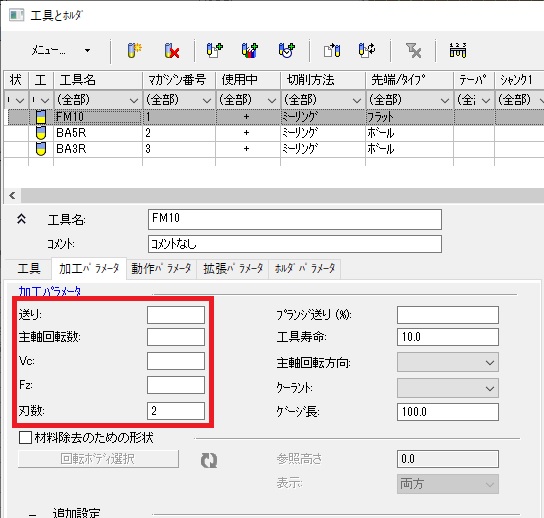 工具とﾎﾙﾀﾞ
ﾒﾆｭｰ...
状 工 工具名 マガシン番号 使用中 切削方法 先端/ﾀｲﾌﾟ テーパ シャンク1
(全部) (全部) (全部) (全部) (全部) (全 (全部)
FM10 1 + ﾐｰﾘﾝｸﾞ フラット
BA5R 2 + ﾐｰﾘﾝｸﾞ ﾎﾞｰﾙ
BA3R 3 + ﾐｰﾘﾝｸﾞ ﾎﾞｰﾙ
工具名: FM10
ｺﾒﾝﾄ: ｺﾒﾝﾄなし
工具 加工ﾊﾟﾗﾒｰﾀ 動作ﾊﾟﾗﾒｰﾀ 拡張ﾊﾟﾗﾒｰﾀ ﾎﾙﾀﾞﾊﾟﾗﾒｰﾀ
加工ﾊﾟﾗﾒｰﾀ
送り: ﾌﾟﾗﾝｼﾞ送り (%):
主軸回転数: 工具寿命: 10.0
Vc: 主軸回転方向:
Fz: ｸｰﾗﾝﾄ:
刃数: 2 ｹﾞｰｼﾞ長: 100.0
材料除去のための形状
回転ﾎﾞﾃﾞｨ選択 参照高さ 0.0
表示: 両方
追加設定